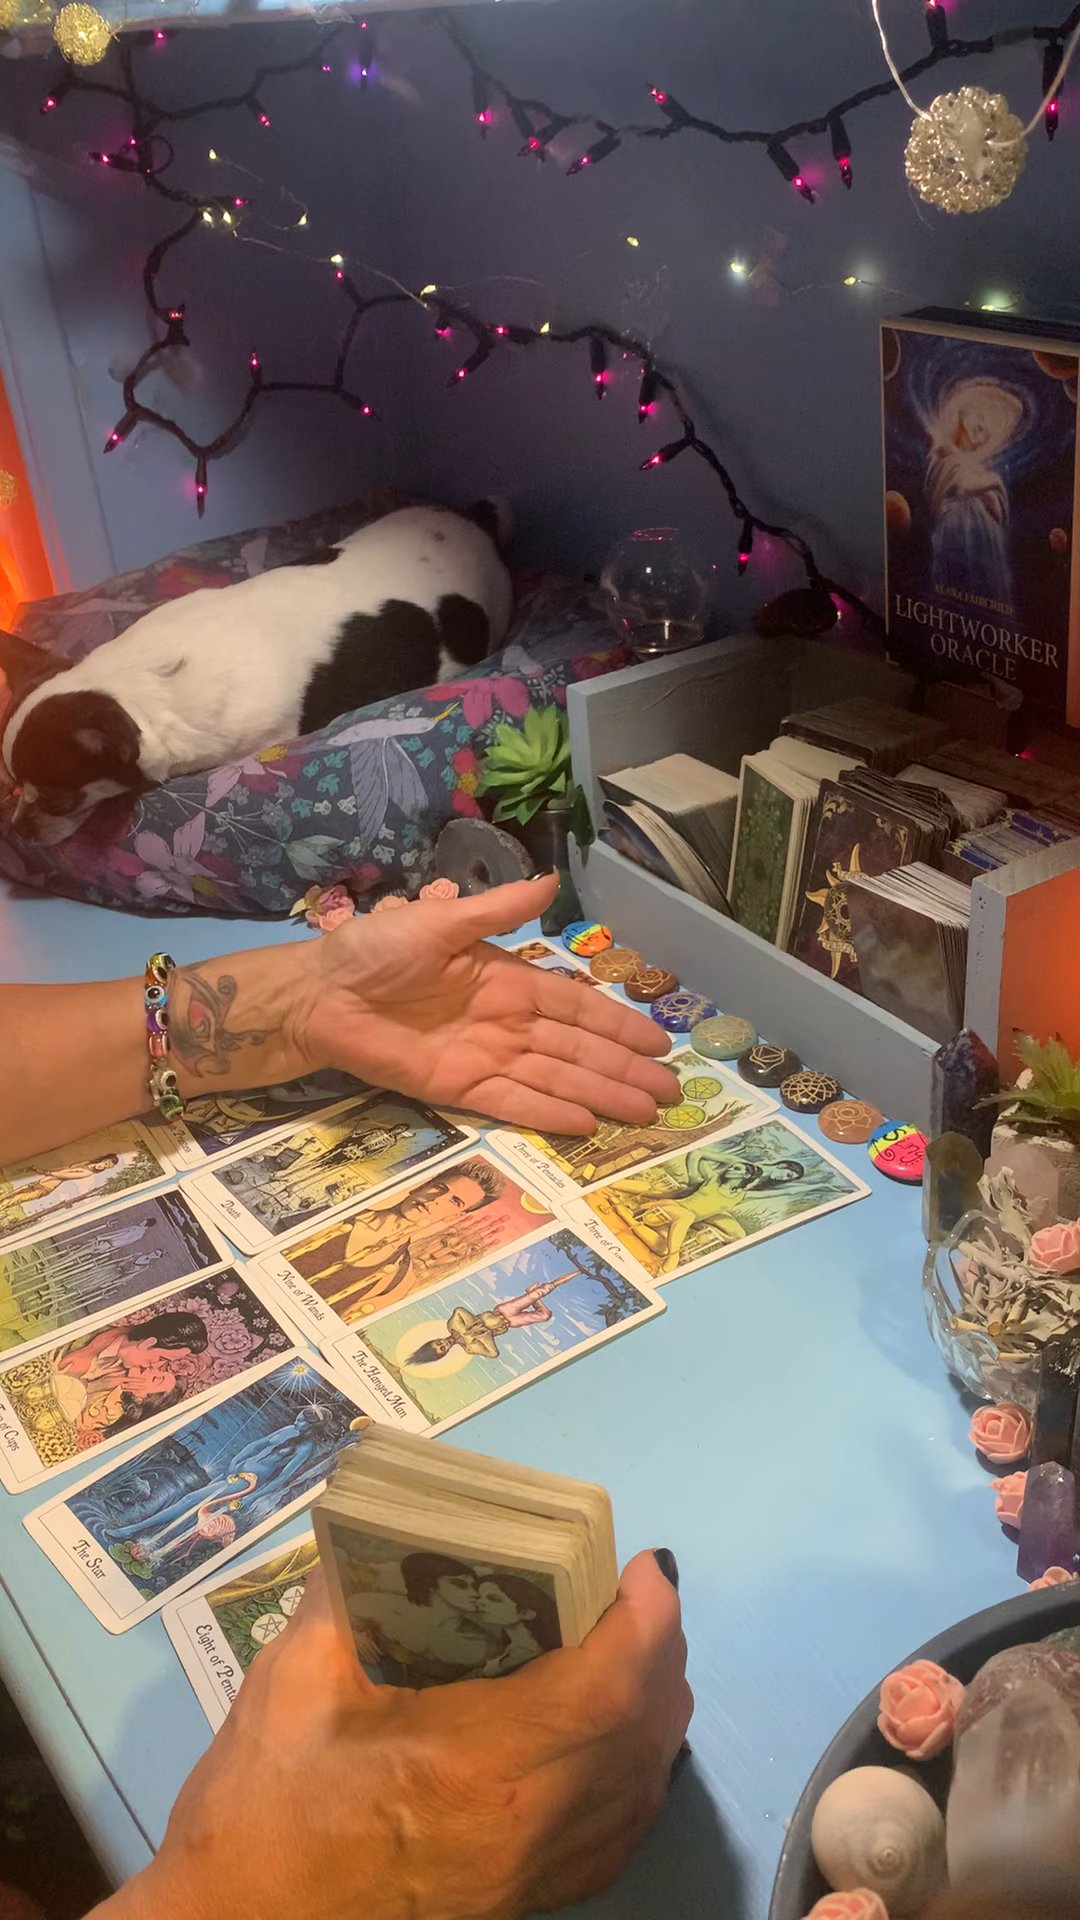 ALANA FAIRCHILD
LIGHTWORKER
ORACLE
Three of Pentacles
Death
Three of
Nine of Wands
The Hanged Man
of Cups
The Star
Eight of